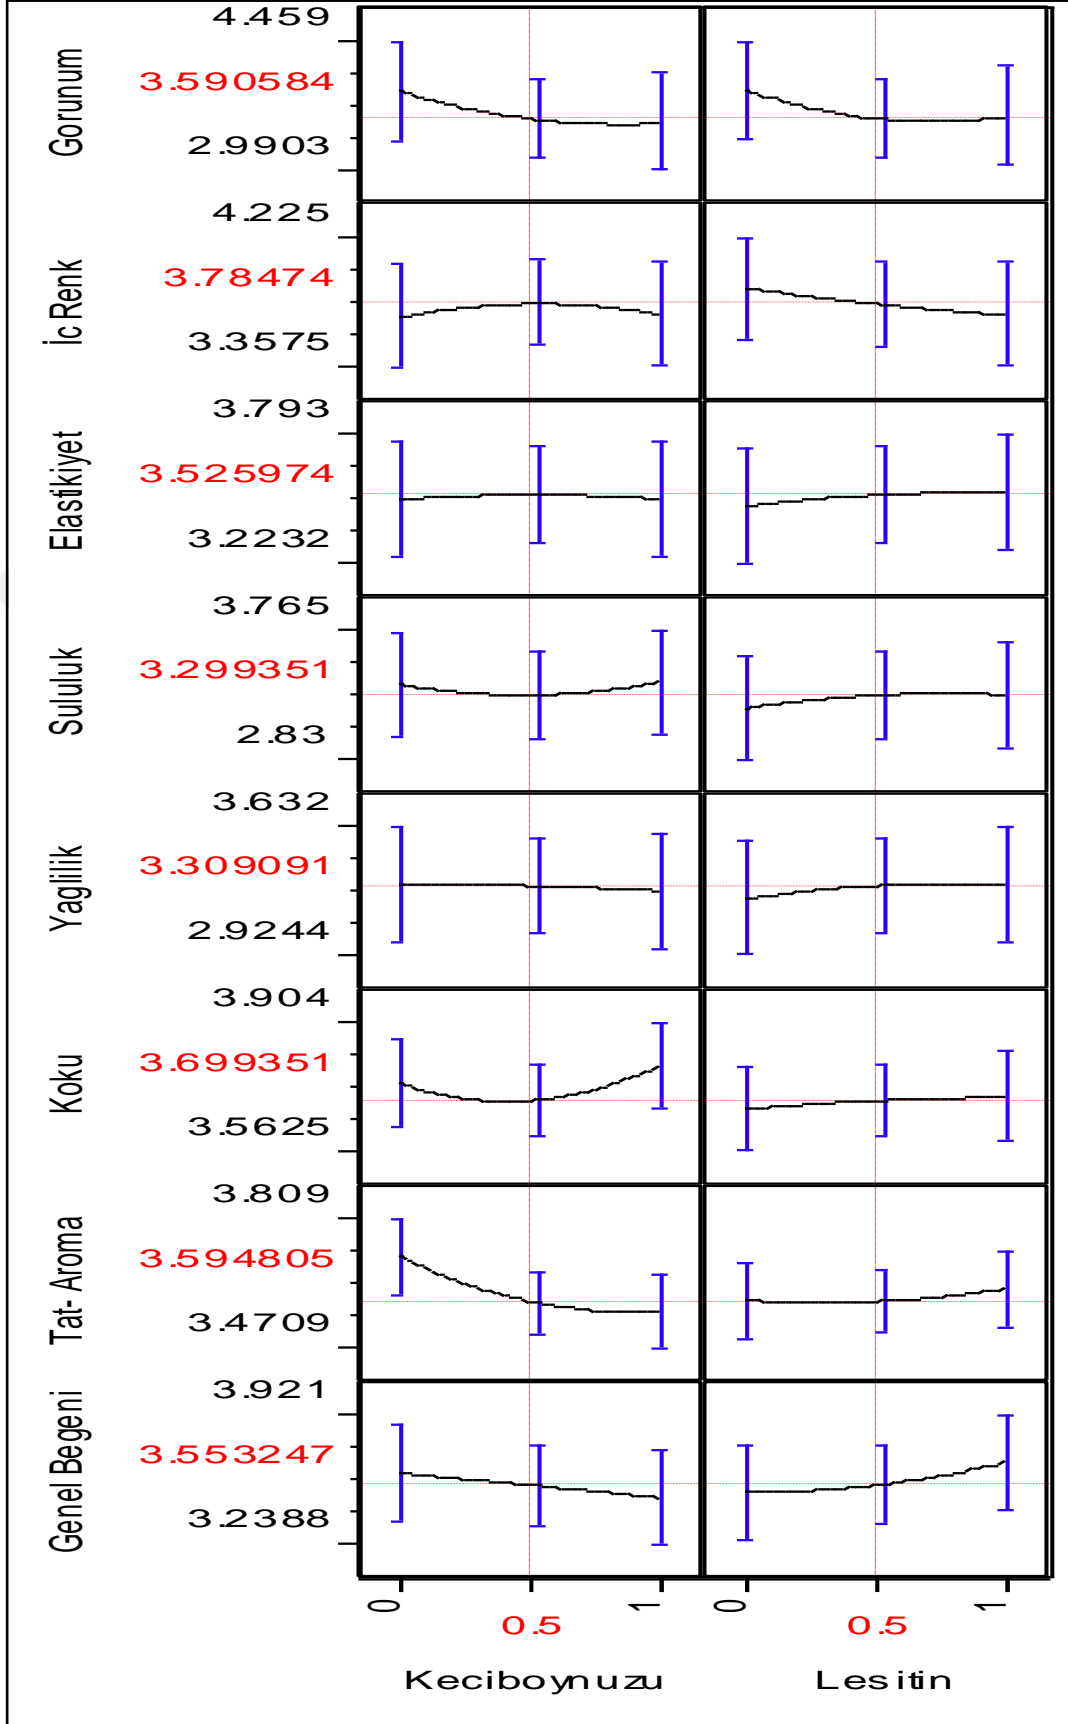 Gorunum
4.459
3.590584
2.9903
İc Renk
4.225
3.78474
3.3575
Elastikiyet
3.793
3.525974
3.2232
Sululuk
3.765
3.299351
2.83
Yaglilik
3.632
3.309091
2.9244
Koku
3.904
3.699351
3.5625
Tat- Aroma
3.809
3.594805
3.4709
Genel Begeni
3.921
3.553247
3.2388
0 0.5 1 0 0.5 1
Keciboynuzu Lesitin